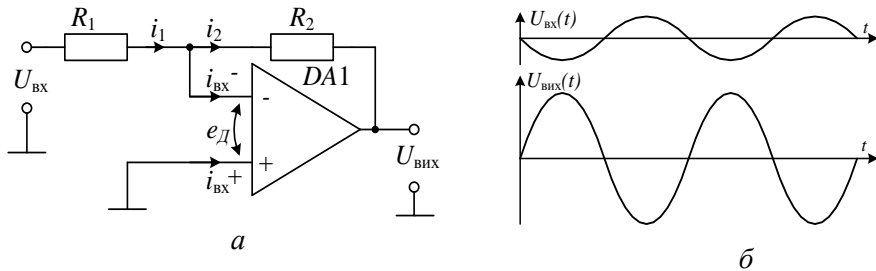 R1 i1 i2 R2
DA1
Uвх
iвх-
-
eД
+
iвх+
Uвих
а
Uвх(t)
t
Uвих(t)
t
б